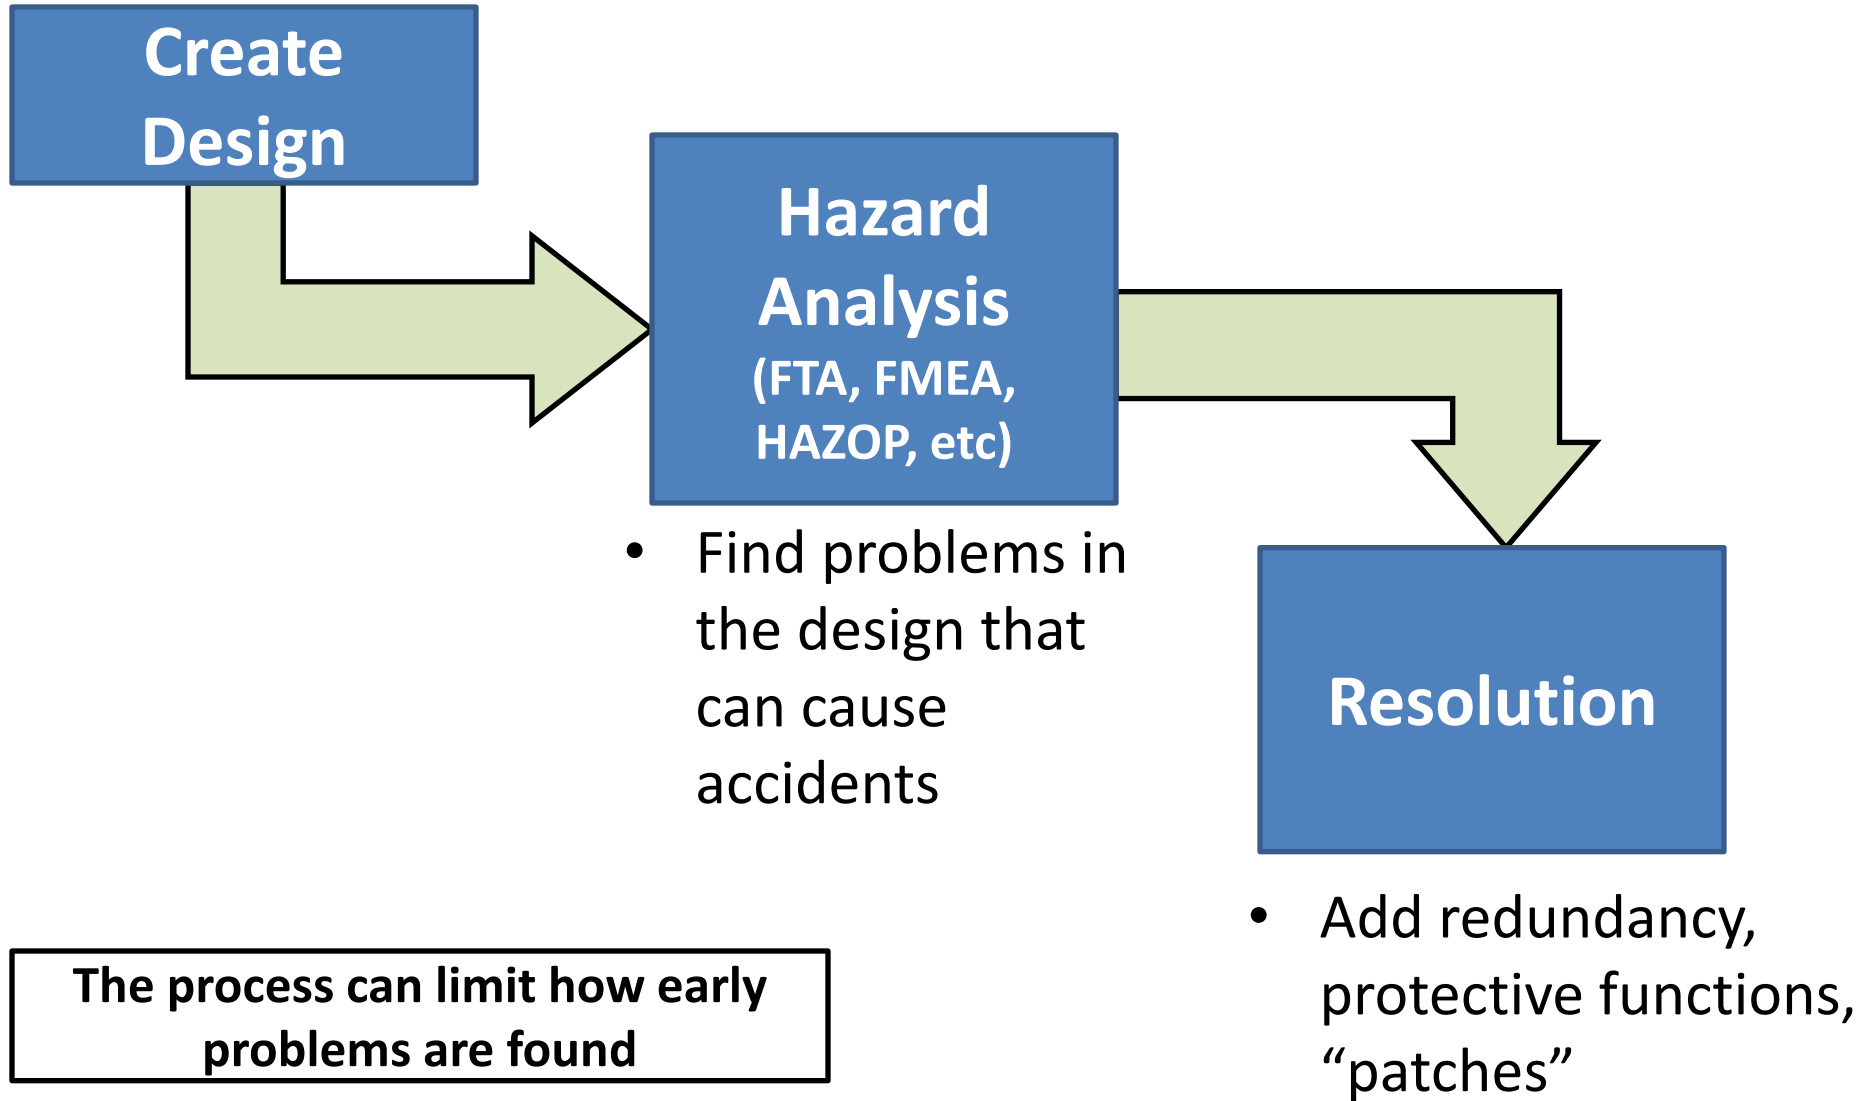 Create
Design
Hazard
Analysis
(FTA, FMEA,
HAZOP, etc)
• Find problems in
the design that
can cause
accidents
Resolution
• Add redundancy,
protective functions,
“patches”
The process can limit how early
problems are found